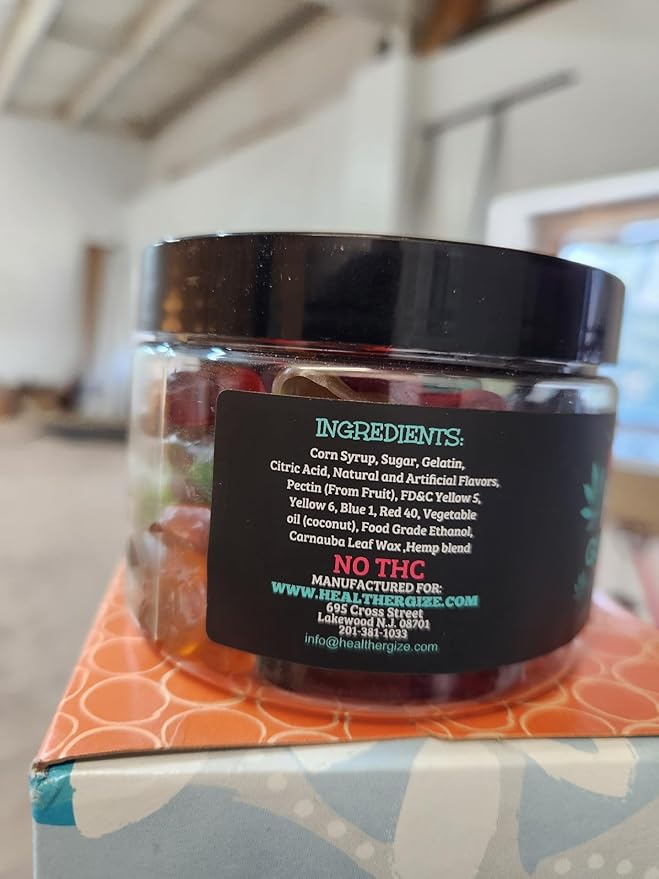 INGREDIENTS:
Corn Syrup, Sugar, Gelatin,
Citric Acid, Natural and Artificial Flavors,
Pectin (From Fruit), FD&C Yellow 5,
Yellow 6, Blue 1, Red 40, Vegetable
oil (coconut), Food Grade Ethanol,
Carnauba Leaf Wax ,Hemp blend
NO THC
MANUFACTURED FOR:
WWW.HEALTHERGIZE.COM
695 Cross Street
Lakewood N.J. 08701
201-381-1033
info@healthergize.com